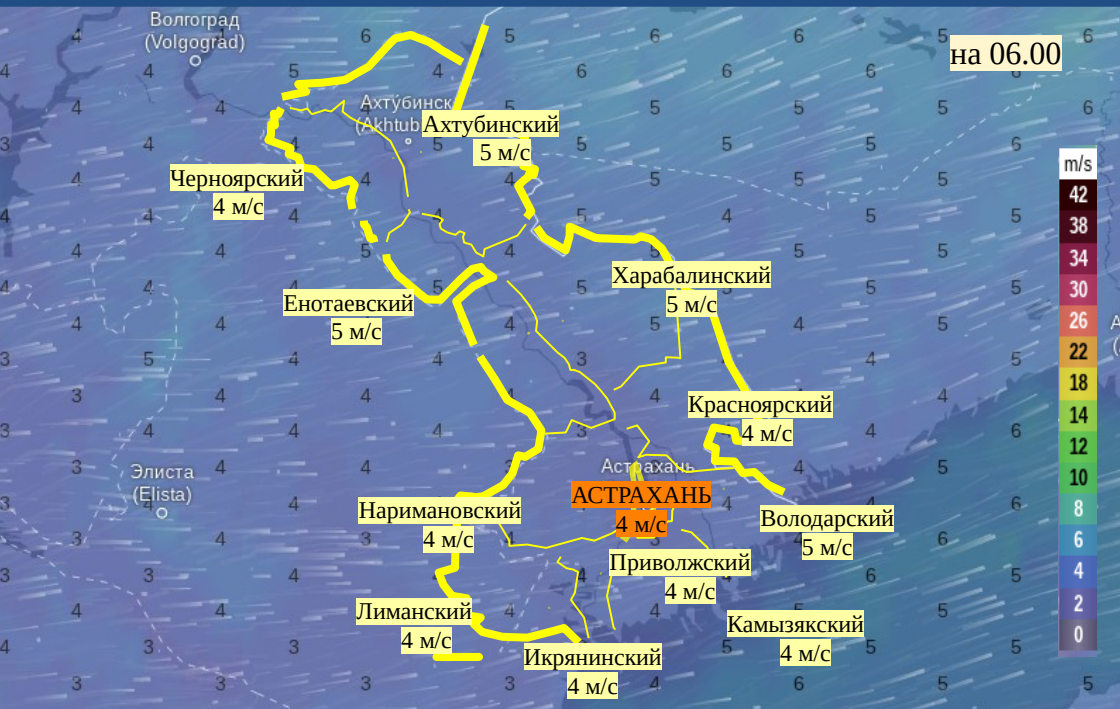 Волгоград
(Volgograd)
на 06.00
Ахтубинск
(Akhtub
Ахтубинский
5 м/с
Черноярский
4 м/с
m/s
42
38
34
30
26
22
18
14
12
10
8
6
4
2
0
Харабалинский
5 м/с
Енотаевский
5 м/с
Красноярский
4 м/с
Элиста
(Elista)
Астрахань
АСТРАХАНЬ
4 м/с
Наримановский
4 м/с
Володарский
5 м/с
Приволжский
4 м/с
Лиманский
4 м/с
Камызякский
4 м/с
Икрянинский
4 м/с